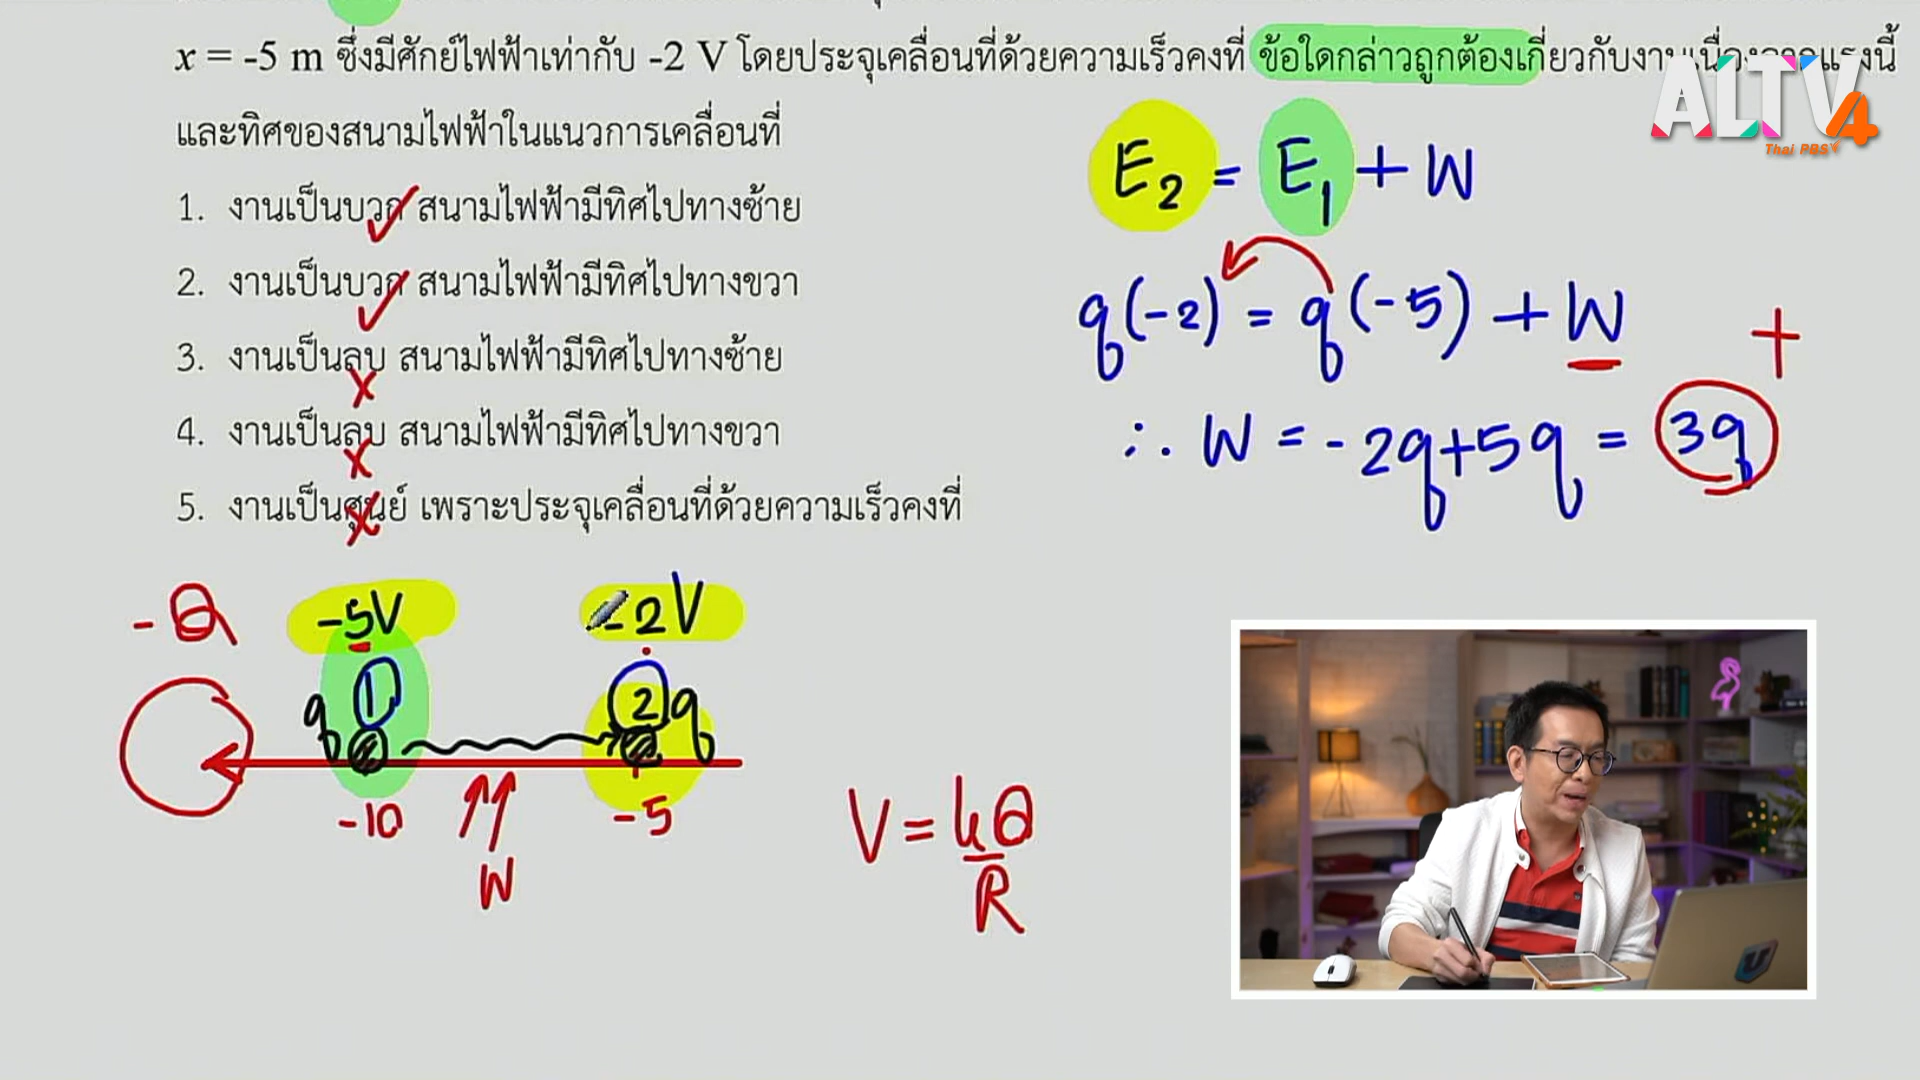 x = -5 m ซึ่งมีศักย์ไฟฟ้าเท่ากับ -2 V โดยประจุเคลื่อนที่ด้วยความเร็วคงที่ ข้อใดกล่าวถูกต้องเกี่ยวกับงานเนื่องจากแรงนี้
และทิศของสนามไฟฟ้าในแนวการเคลื่อนที่
1. งานเป็นบวก สนามไฟฟ้ามีทิศไปทางซ้าย
2. งานเป็นบวก สนามไฟฟ้ามีทิศไปทางขวา
3. งานเป็นลบ สนามไฟฟ้ามีทิศไปทางซ้าย
4. งานเป็นลบ สนามไฟฟ้ามีทิศไปทางขวา
5. งานเป็นศูนย์ เพราะประจุเคลื่อนที่ด้วยความเร็วคงที่
ALTV4
Thai PBS
E₂ = E₁ + W
q(-2) = q(-5) + W
+
∴ W = -2q+5q = 3q
-Q -5V -2V
q 1 2 q
-10 -5
W
V = kQ
R